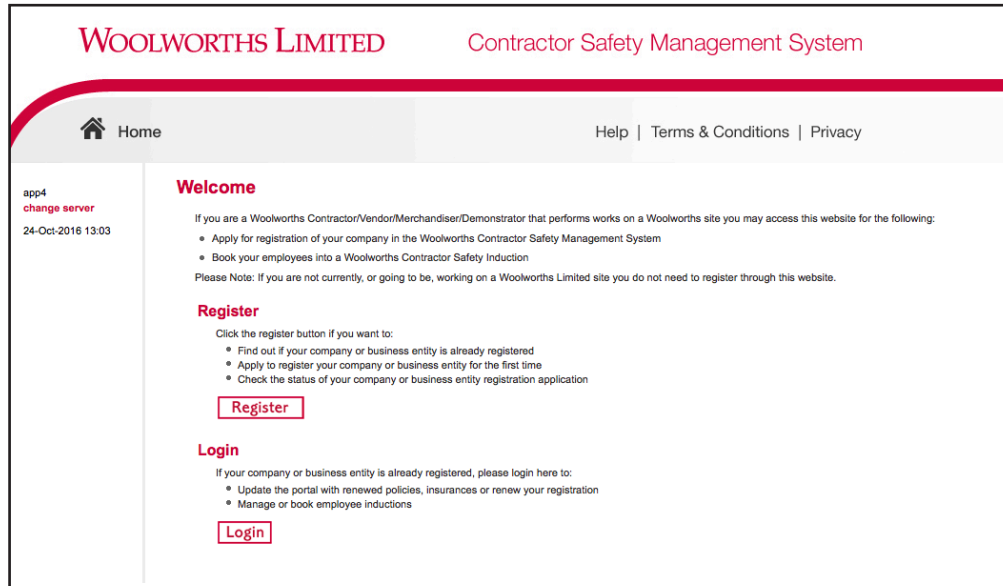 WOOLWORTHS LIMITED
Contractor Safety Management System
Home
Help | Terms & Conditions | Privacy
app4
change server
24-Oct-2016 13:03
Welcome
If you are a Woolworths Contractor/Vendor/Merchandiser/Demonstrator that performs works on a Woolworths site you may access this website for the following:
Apply for registration of your company in the Woolworths Contractor Safety Management System
Book your employees into a Woolworths Contractor Safety Induction
Please Note: If you are not currently, or going to be, working on a Woolworths Limited site you do not need to register through this website.
Register
Click the register button if you want to:
Find out if your company or business entity is already registered
Apply to register your company or business entity for the first time
Check the status of your company or business entity registration application
Register
Login
If your company or business entity is already registered, please login here to:
Update the portal with renewed policies, insurances or renew your registration
Manage or book employee inductions
Login